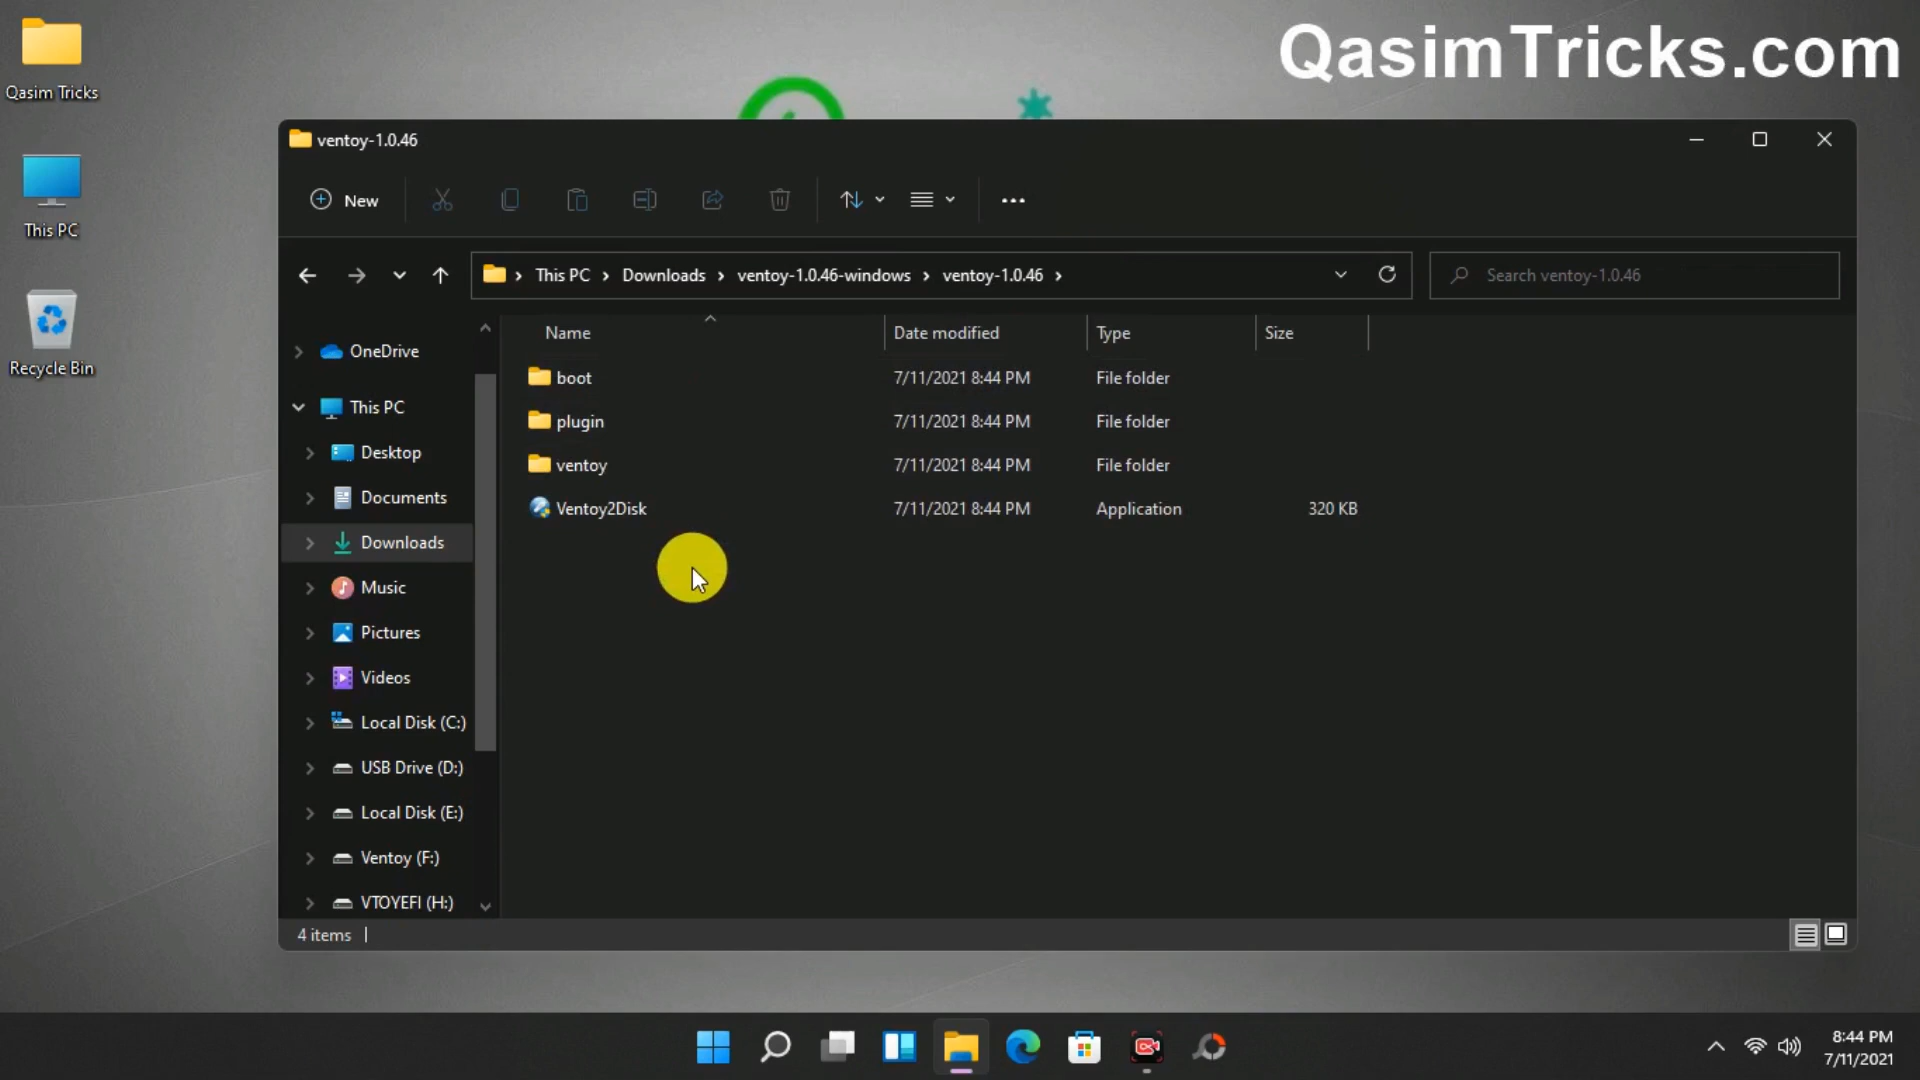 QasimTricks.com
Qasim Tricks
This PC
Recycle Bin
ventoy-1.0.46
New
This PC
Downloads
ventoy-1.0.46-windows
ventoy-1.0.46
Search ventoy-1.0.46
Name
Date modified
Type
Size
boot
7/11/2021 8:44 PM
File folder
plugin
7/11/2021 8:44 PM
File folder
ventoy
7/11/2021 8:44 PM
File folder
Ventoy2Disk
7/11/2021 8:44 PM
Application
320 KB
OneDrive
This PC
Desktop
Documents
Downloads
Music
Pictures
Videos
Local Disk (C:)
USB Drive (D:)
Local Disk (E:)
Ventoy (F:)
VTOYEFI (H:)
4 items
8:44 PM
7/11/2021